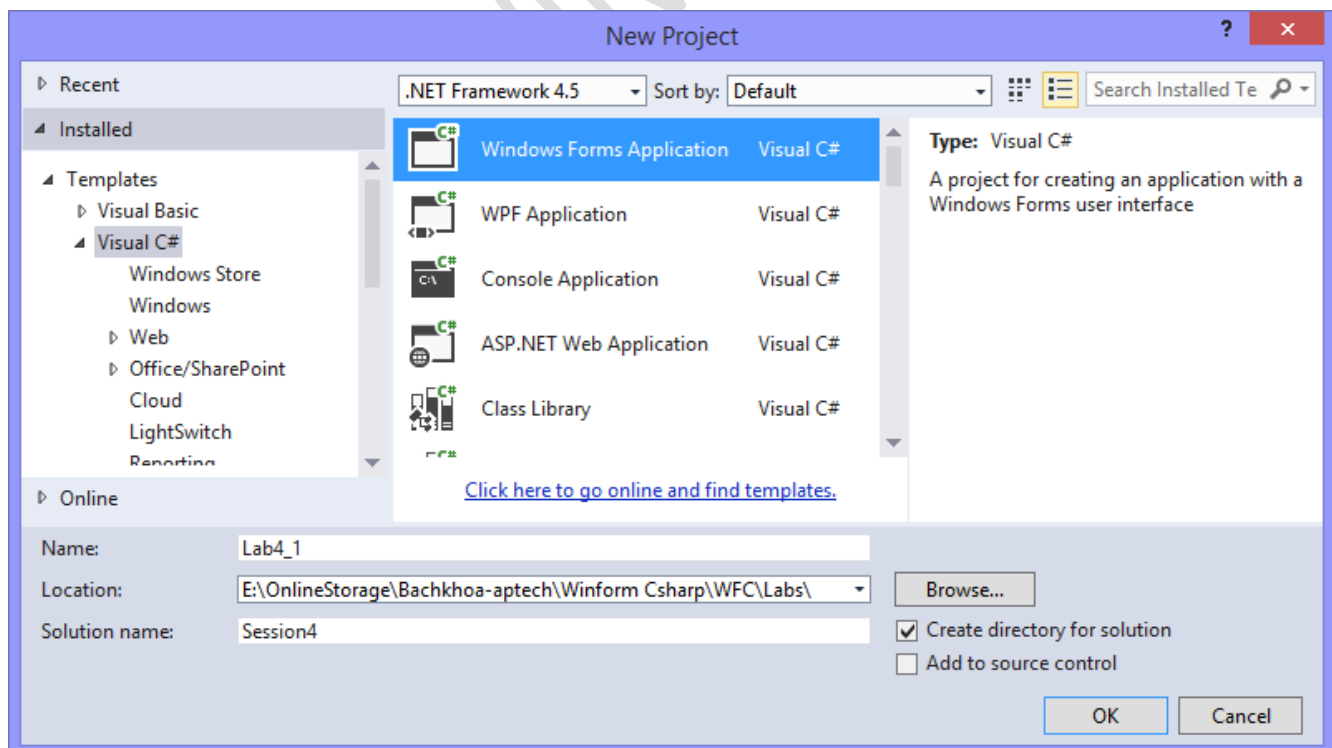 New Project
?
Recent
.NET Framework 4.5
Sort by:
Default
Search Installed Te
Installed
Templates
Visual Basic
Visual C#
Windows Store
Windows
Web
Office/SharePoint
Cloud
LightSwitch
Reporting
Online
C# Windows Forms Application Visual C#
C# WPF Application Visual C#
C# C:\ Console Application Visual C#
C# ASP.NET Web Application Visual C#
C# Class Library Visual C#
C#
Click here to go online and find templates.
Type: Visual C#
A project for creating an application with a
Windows Forms user interface
Name: Lab4_1
Location: E:\OnlineStorage\Bachkhoa-aptech\Winform Csharp\WFC\Labs\ Browse...
Solution name: Session4
Create directory for solution
Add to source control
OK Cancel